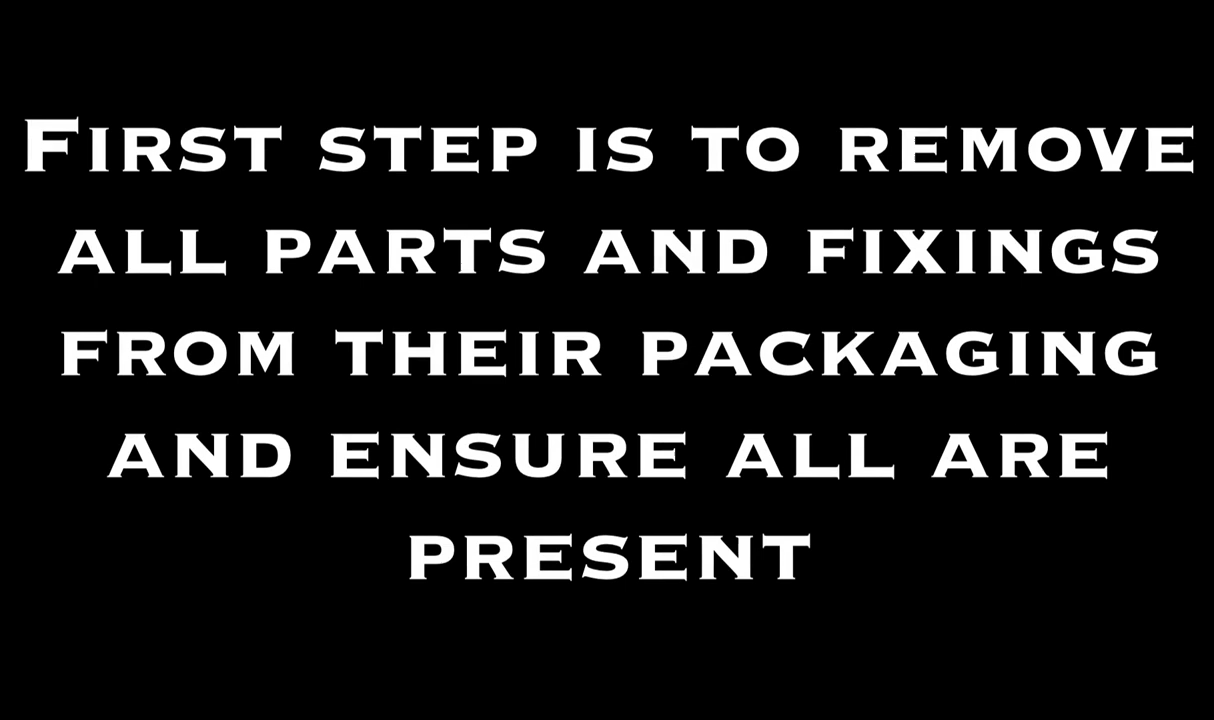 First step is to remove
all parts and fixings
from their packaging
and ensure all are
present